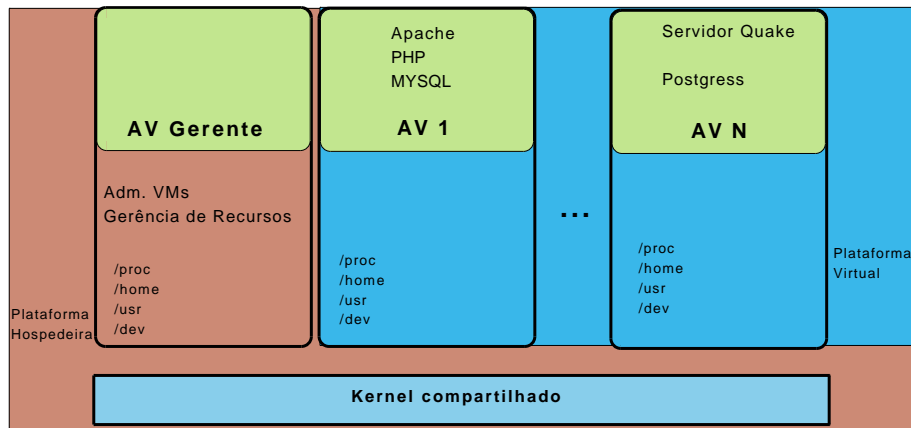 AV Gerente
Adm. VMs
Gerência de Recursos
/proc
/home
/usr
/dev
Apache
PHP
MYSQL
AV 1
/proc
/home
/usr
/dev
...
Servidor Quake
Postgress
AV N
/proc
/home
/usr
/dev
Plataforma
Hospedeira
Plataforma
Virtual
Kernel compartilhado